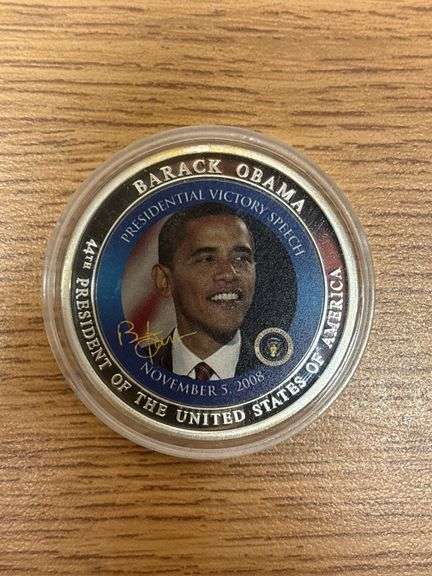 BARACK OBAMA
PRESIDENTIAL VICTORY SPEECH
NOVEMBER 5, 2008
44TH PRESIDENT OF THE UNITED STATES OF AMERICA